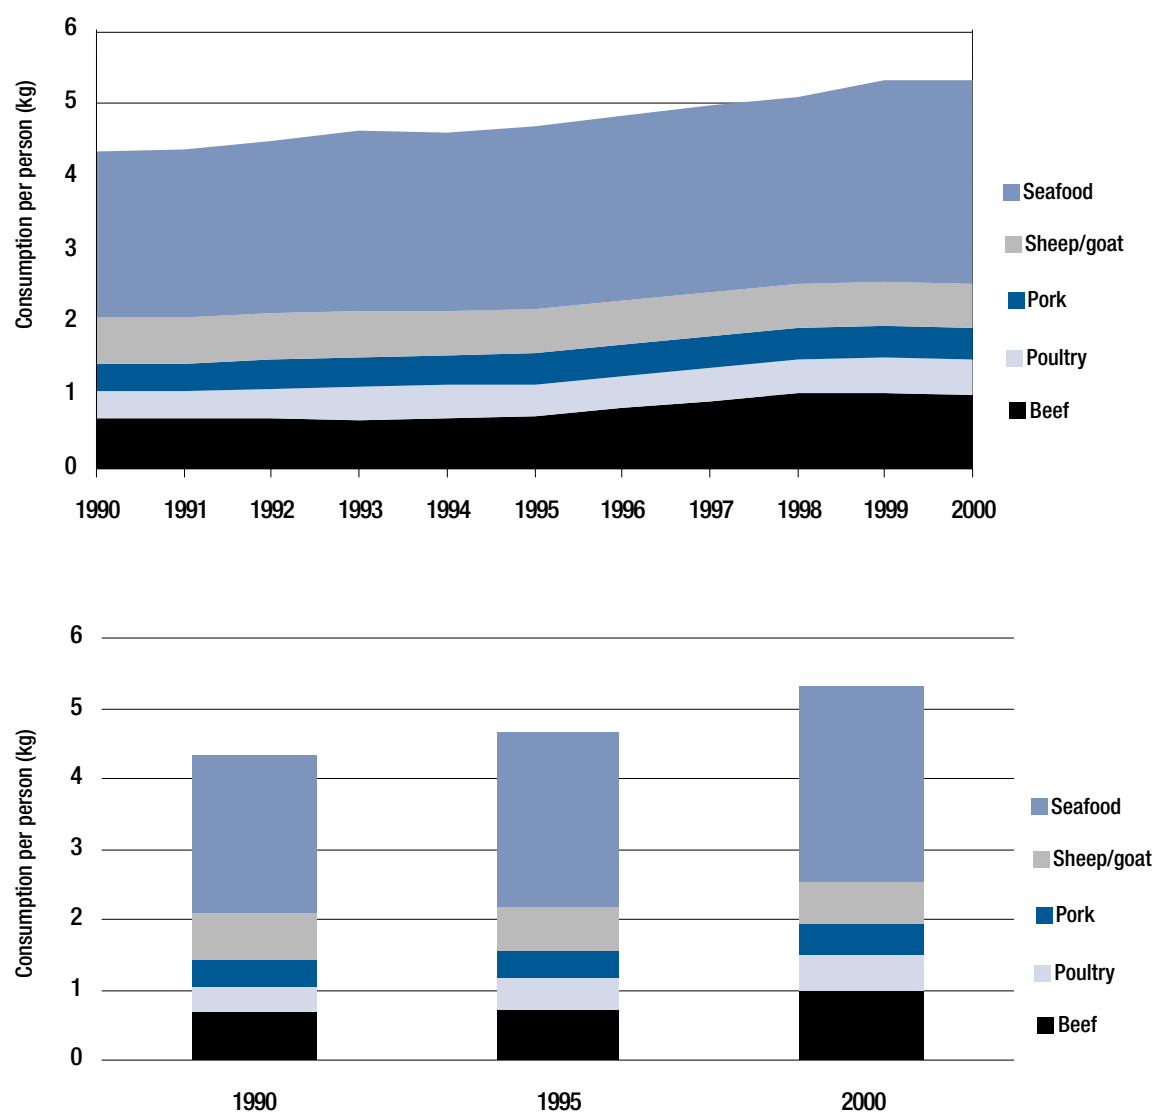 6
5
4
3
2
1
0
Consumption per person (kg)
1990 1991 1992 1993 1994 1995 1996 1997 1998 1999 2000
Seafood
Sheep/goat
Pork
Poultry
Beef
6
5
4
3
2
1
0
Consumption per person (kg)
1990 1995 2000
Seafood
Sheep/goat
Pork
Poultry
Beef